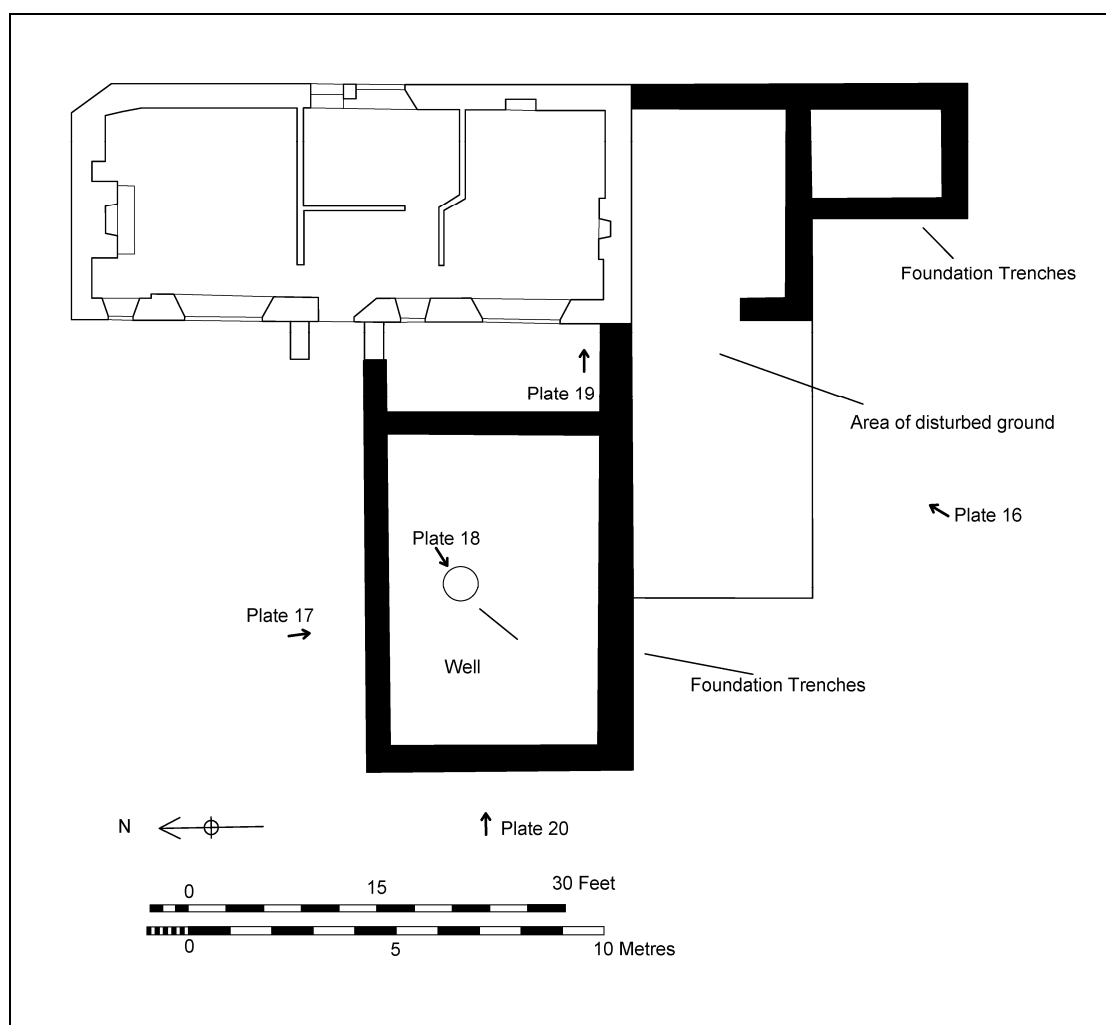 Foundation Trenches
Plate 19
Area of disturbed ground
Plate 16
Plate 18
Plate 17
Well
Foundation Trenches
N
Plate 20
0 15 30 Feet
0 5 10 Metres